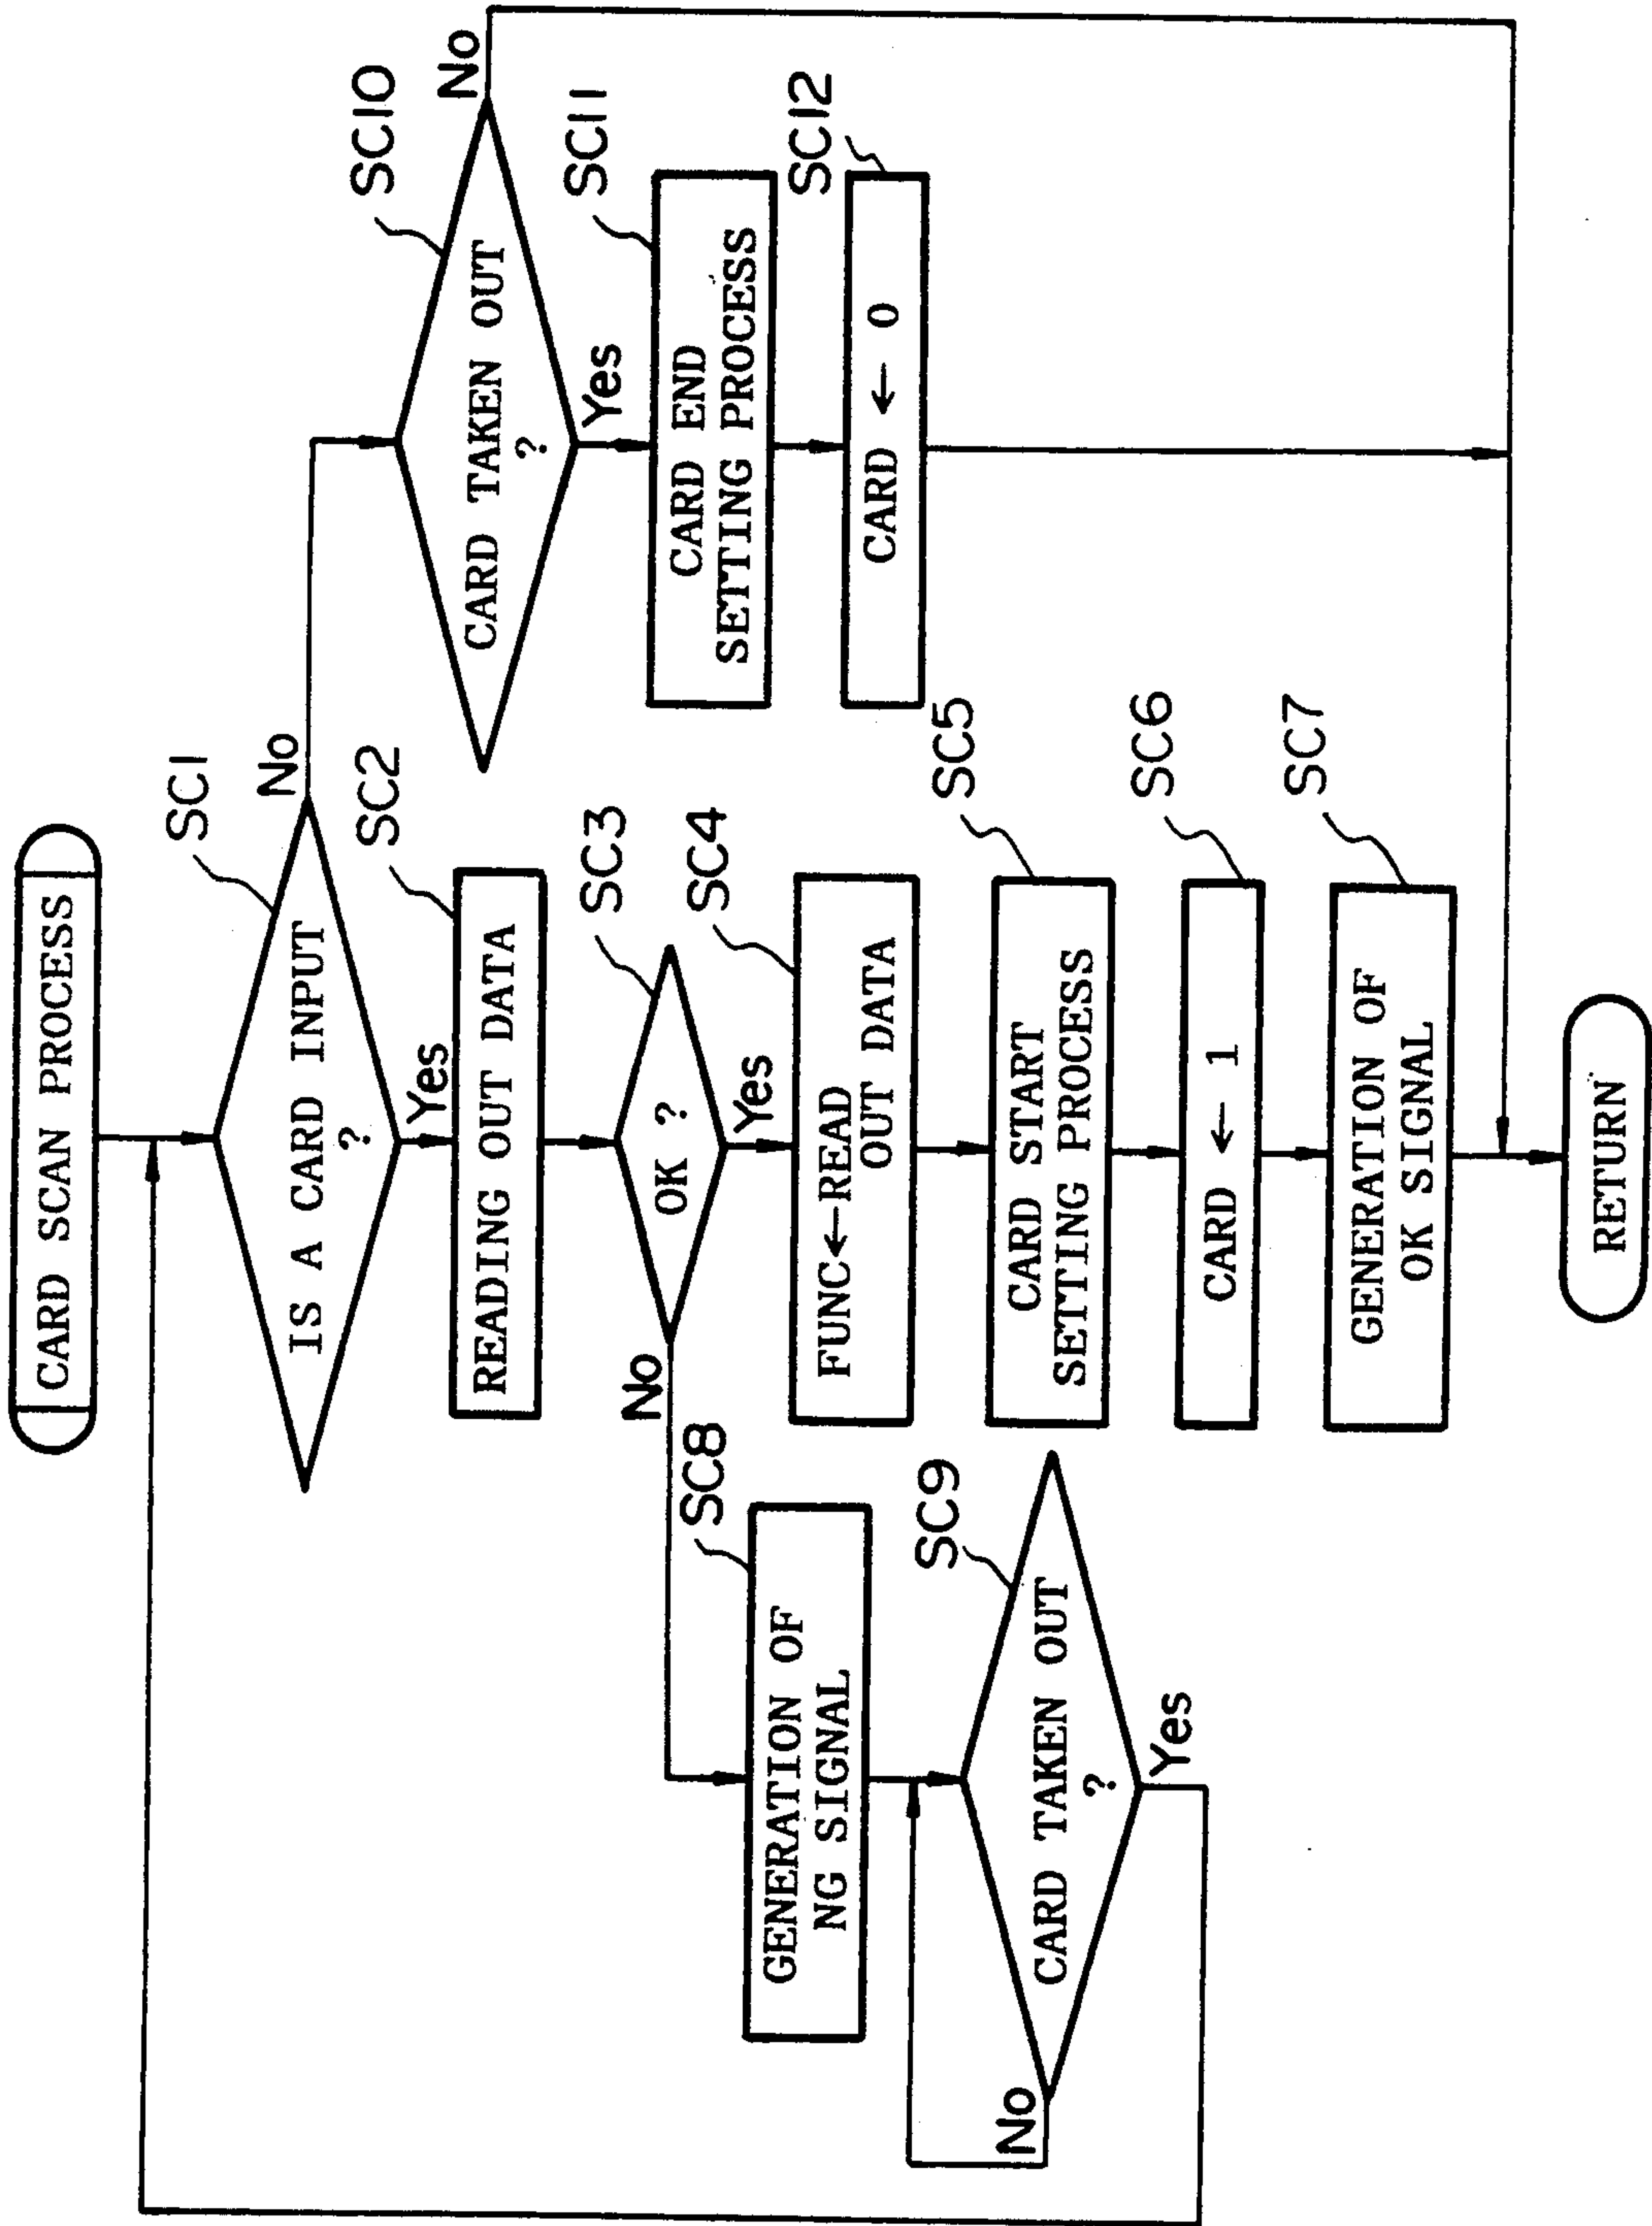 CARD SCAN PROCESS
SC1
IS A CARD INPUT
?
No
Yes
SC2
READING OUT DATA
SC3
OK ?
No
Yes
SC4
FUNC←READ
OUT DATA
SC5
CARD START
SETTING PROCESS
SC6
CARD ← 1
SC7
GENERATION OF
OK SIGNAL
RETURN
SC8
GENERATION OF
NG SIGNAL
SC9
CARD TAKEN OUT
?
No
Yes
SC10
CARD TAKEN OUT
?
No
Yes
SC11
CARD END
SETTING PROCESS
SC12
CARD ← 0